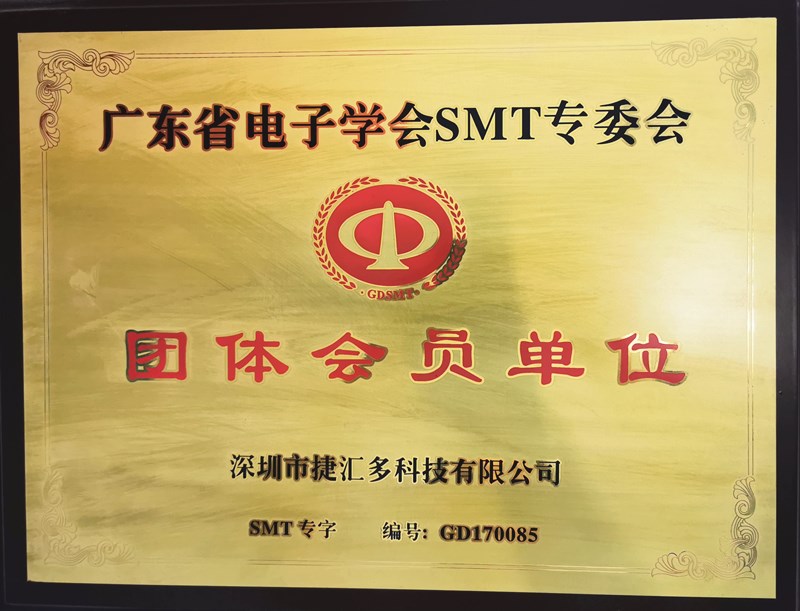 广东省电子学会SMT专委会
·GDSMT·
团体会员单位
深圳市捷汇多科技有限公司
SMT专字 编号: GD170085